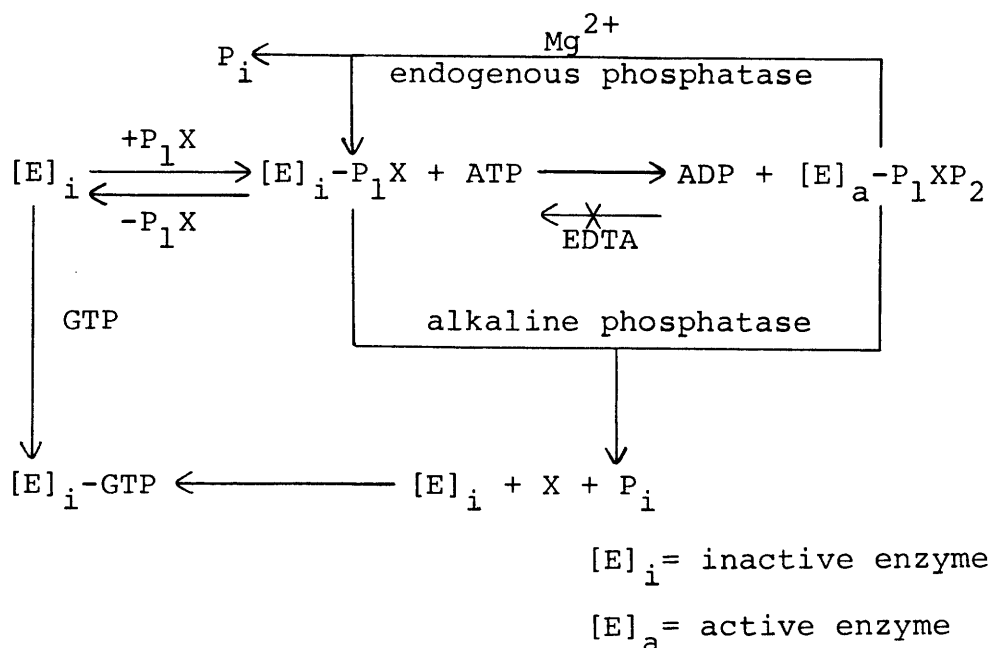 Mg2+
Pi
endogenous phosphatase
+P1X
[E]i
[E]i-P1X + ATP
ADP + [E]a-P1XP2
-P1X
EDTA
GTP
alkaline phosphatase
[E]i-GTP
[E]i + X + Pi
[E]i= inactive enzyme
[E]a= active enzyme